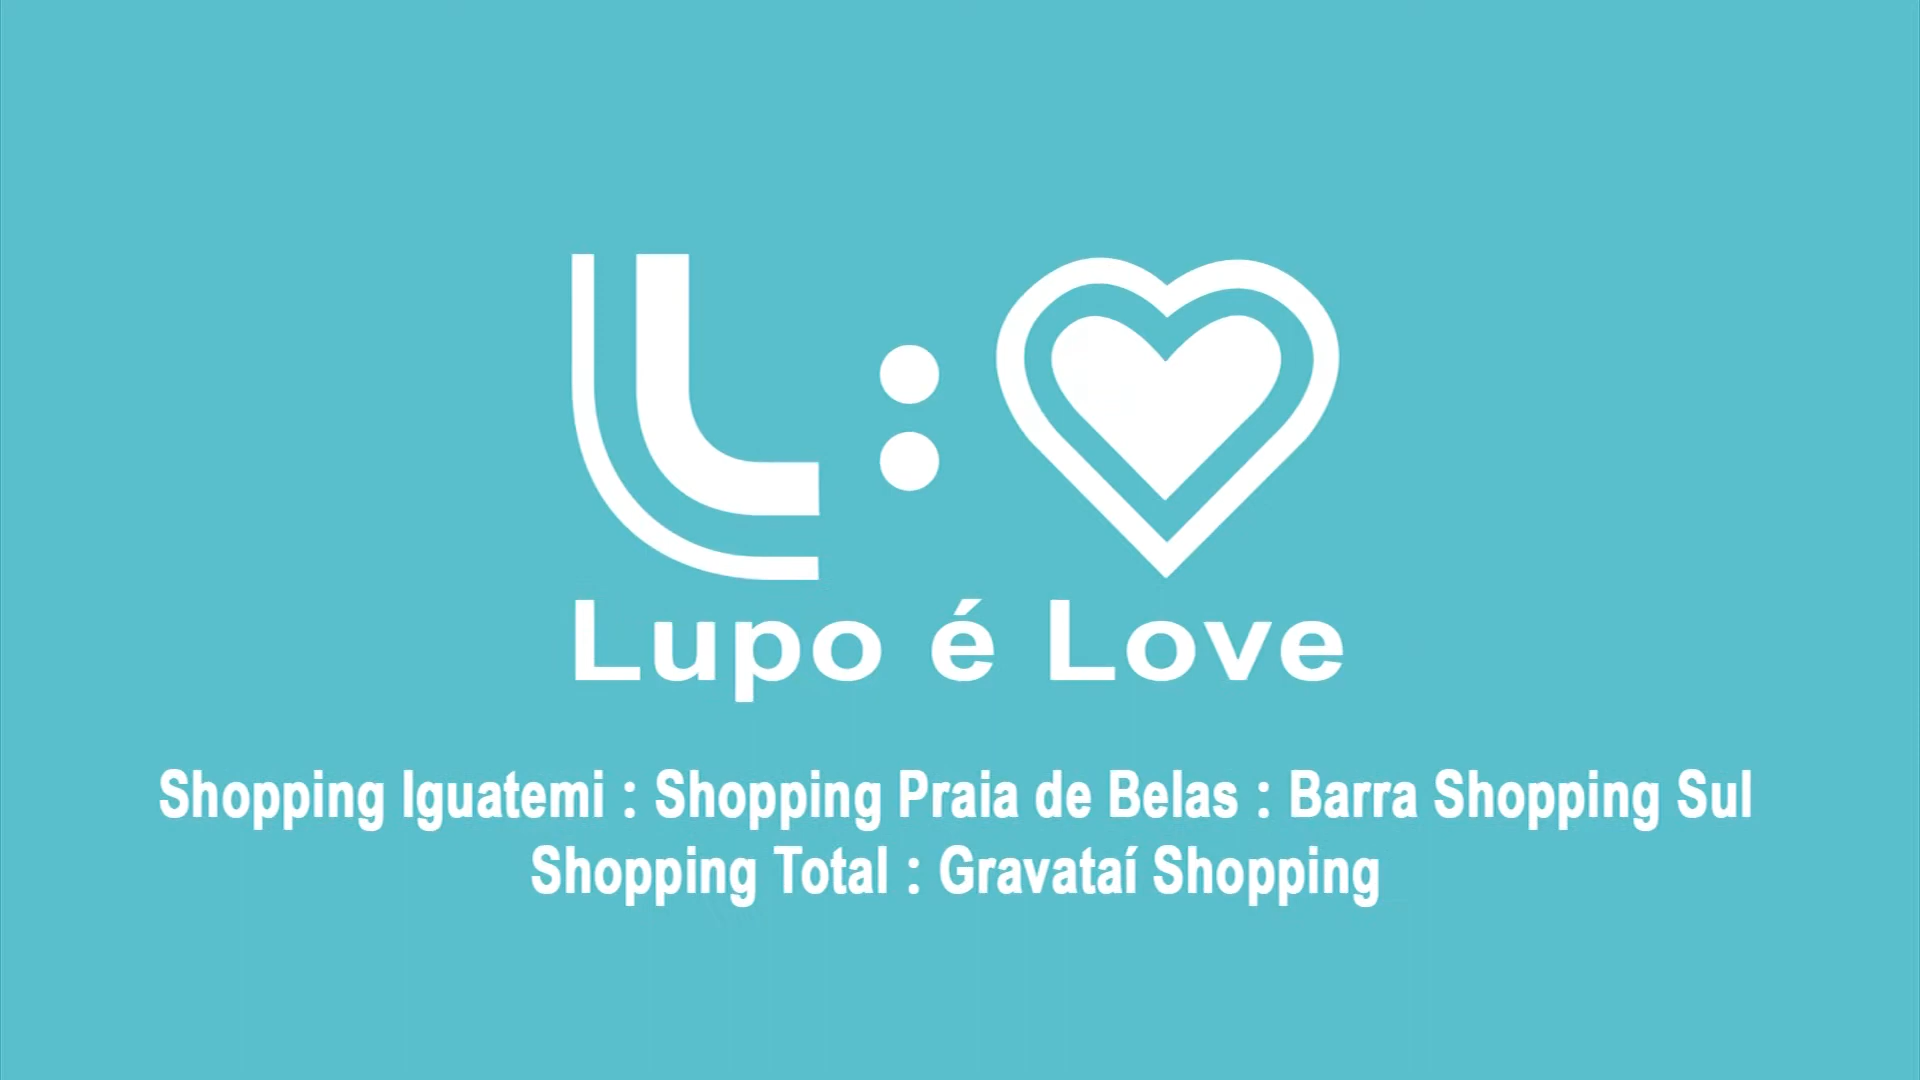 L:
Lupo é Love
Shopping Iguatemi : Shopping Praia de Belas : Barra Shopping Sul
Shopping Total : Gravataí Shopping